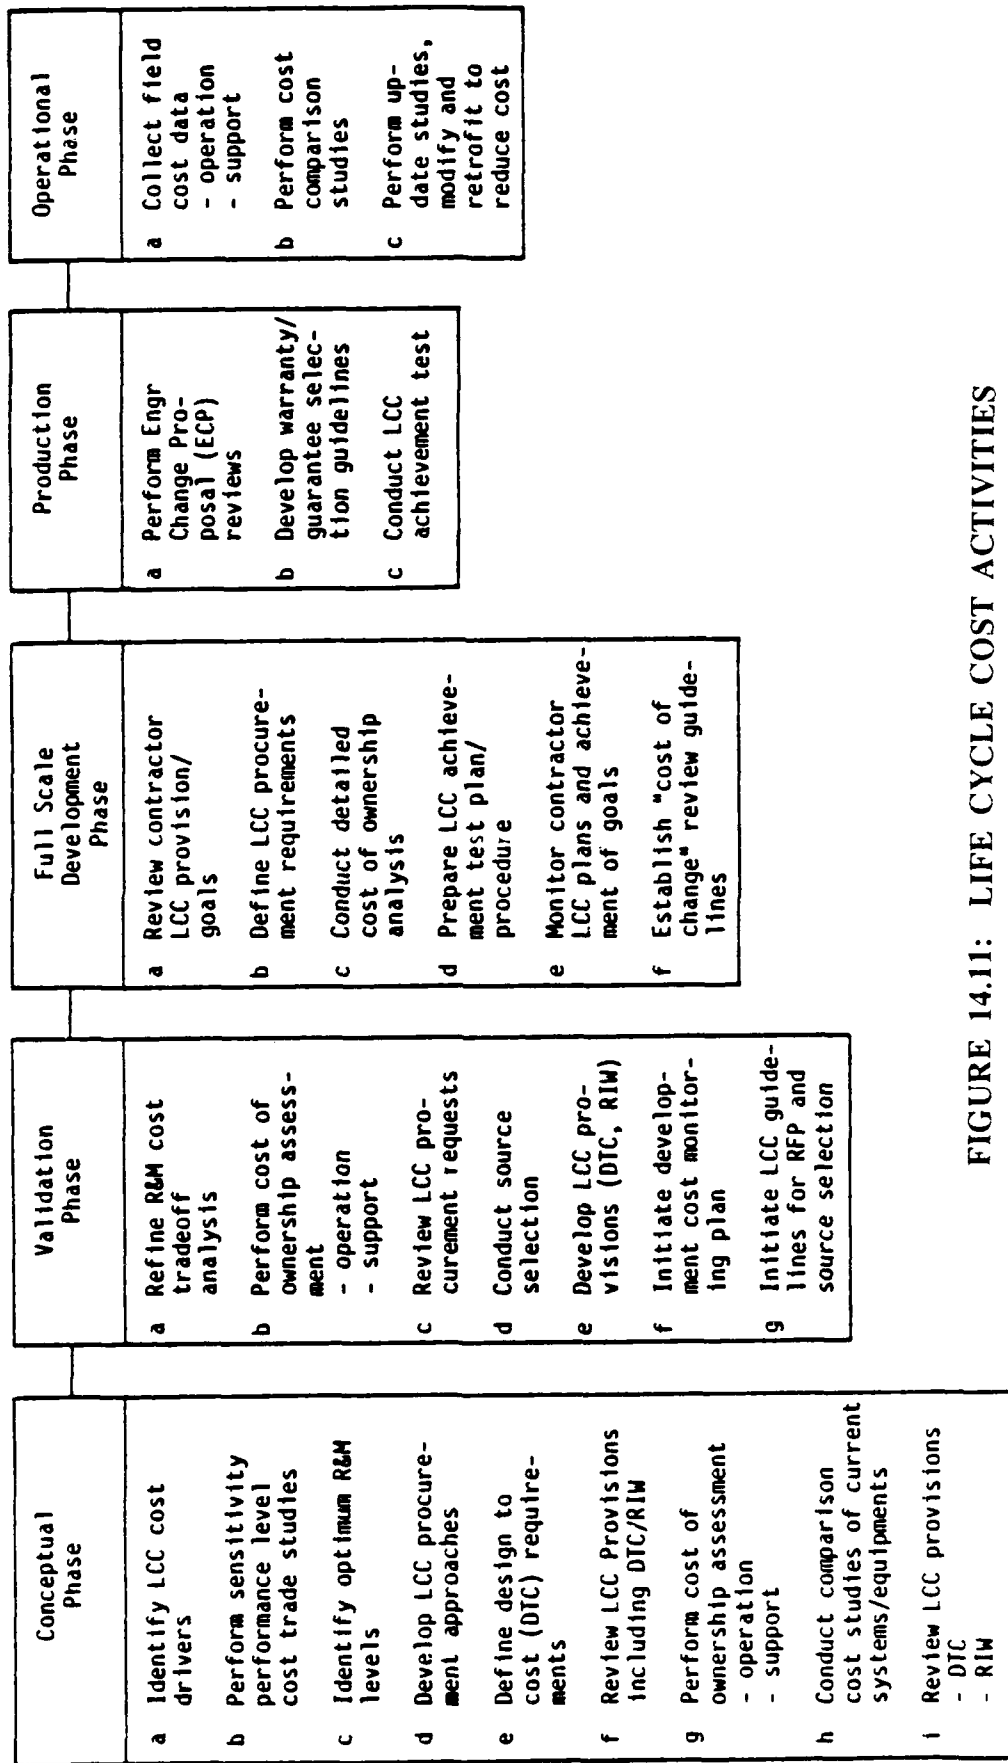 Conceptual
Phase
a Identify LCC cost
drivers
b Perform sensitivity
performance level
cost trade studies
c Identify optimum R&M
levels
d Develop LCC procure-
ment approaches
e Define design to
cost (DTC) require-
ments
f Review LCC Provisions
including DTC/RIW
g Perform cost of
ownership assessment
- operation
- support
h Conduct comparison
cost studies of current
systems/equipments
i Review LCC provisions
- DTC
- RIW
Validation
Phase
a Refine R&M cost
tradeoff
analysis
b Perform cost of
ownership assess-
ment
- operation
- support
c Review LCC pro-
curement requests
d Conduct source
selection
e Develop LCC pro-
visions (DTC, RIW)
f Initiate develop-
ment cost monitor-
ing plan
g Initiate LCC guide-
lines for RFP and
source selection
Full Scale
Development
Phase
a Review contractor
LCC provision/
goals
b Define LCC procure-
ment requirements
c Conduct detailed
cost of ownership
analysis
d Prepare LCC achieve-
ment test plan/
procedure
e Monitor contractor
LCC plans and achieve-
ment of goals
f Establish "cost of
change" review guide-
lines
Production
Phase
a Perform Engr
Change Pro-
posal (ECP)
reviews
b Develop warranty/
guarantee selec-
tion guidelines
c Conduct LCC
achievement test
Operational
Phase
a Collect field
cost data
- operation
- support
b Perform cost
comparison
studies
c Perform up-
date studies,
modify and
retrofit to
reduce cost
FIGURE 14.11: LIFE CYCLE COST ACTIVITIES